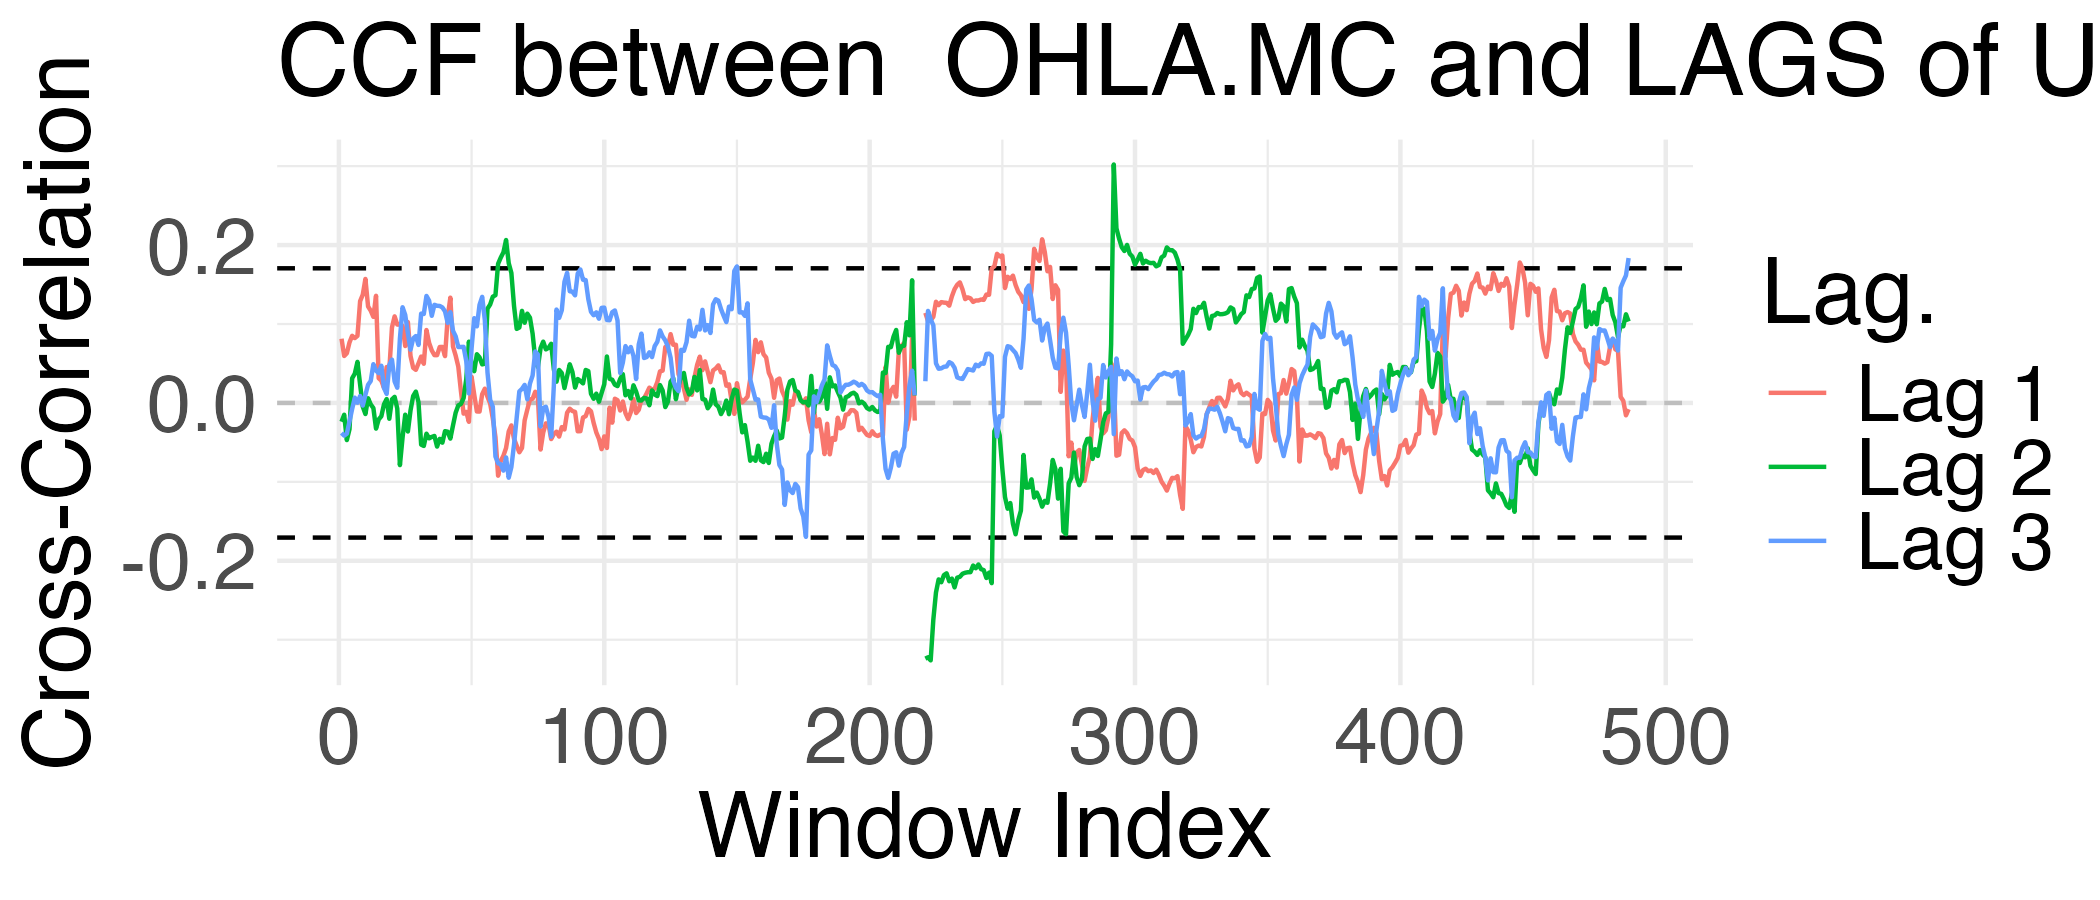 CCF between OHLA.MC and LAGS of U
Cross-Correlation
0.2
0.0
-0.2
0
100
200
300
400
500
Window Index
Lag.
Lag 1
Lag 2
Lag 3